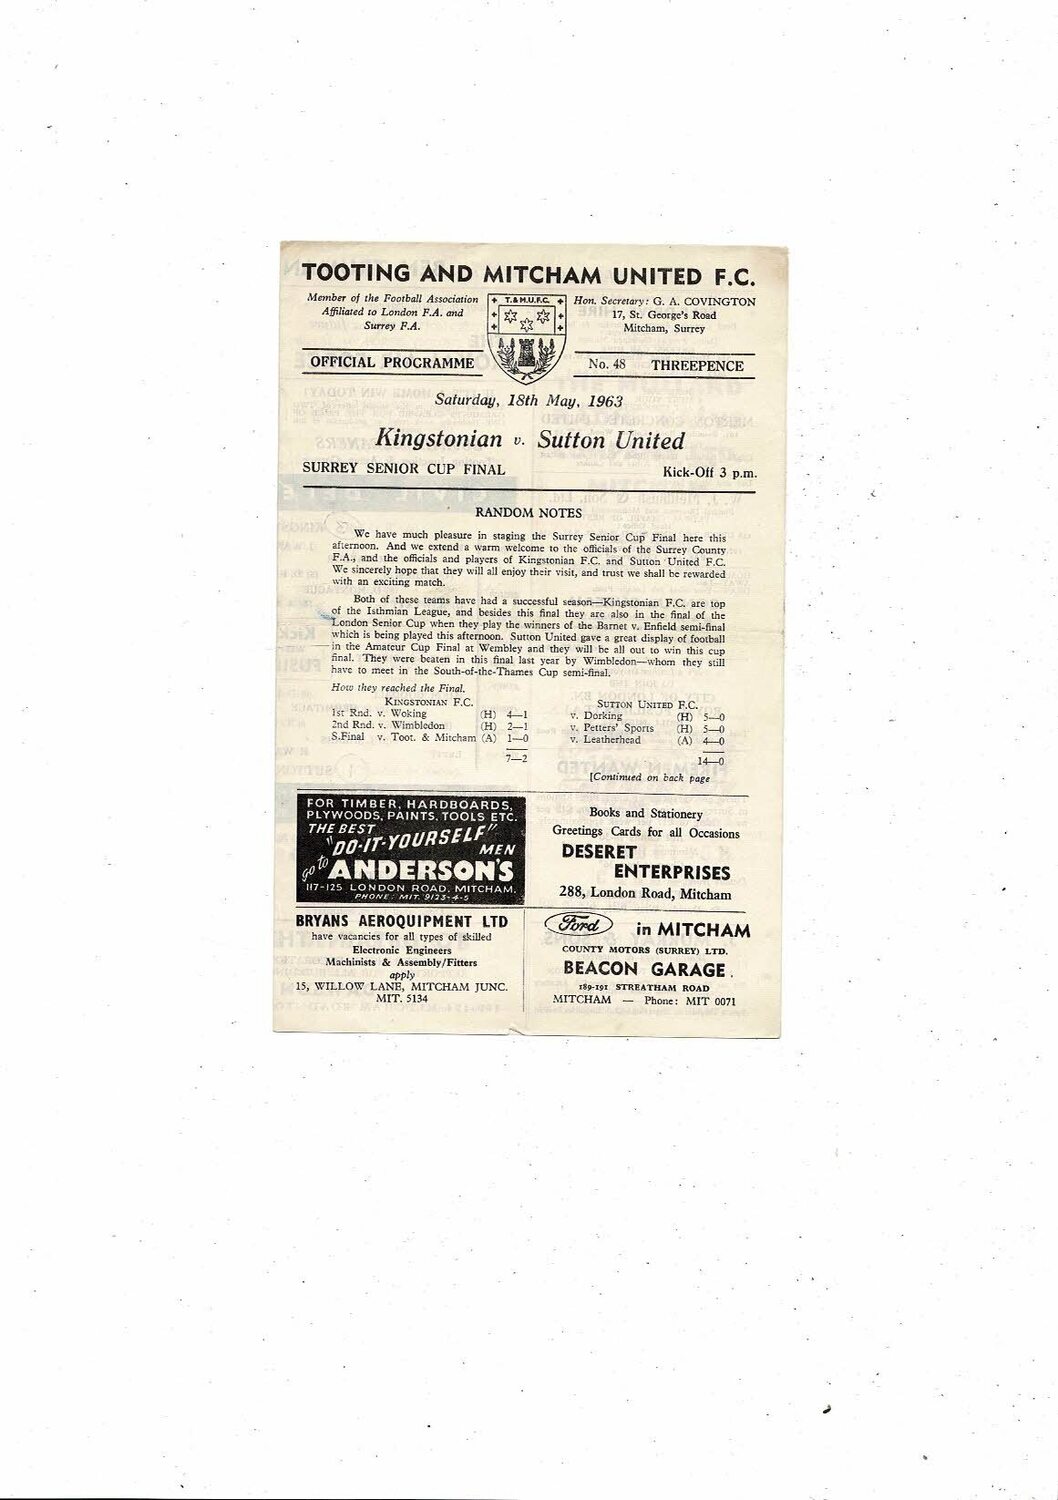 TOOTING AND MITCHAM UNITED F.C.
Member of the Football Association
Affiliated to London F.A. and
Surrey F.A.
T. & M.U.F.C.
Hon. Secretary: G. A. COVINGTON
17, St. George's Road
Mitcham, Surrey
OFFICIAL PROGRAMME
No. 48 THREEPENCE
Saturday, 18th May, 1963
Kingstonian v. Sutton United
SURREY SENIOR CUP FINAL
Kick-Off 3 p.m.
RANDOM NOTES
We have much pleasure in staging the Surrey Senior Cup Final here this
afternoon. And we extend a warm welcome to the officials of the Surrey County
F.A., and the officials and players of Kingstonian F.C. and Sutton United F.C.
We sincerely hope that they will all enjoy their visit, and trust we shall be rewarded
with an exciting match.
Both of these teams have had a successful season—Kingstonian F.C. are top
of the Isthmian League, and besides this final they are also in the final of the
London Senior Cup when they play the winners of the Barnet v. Enfield semi-final
which is being played this afternoon. Sutton United gave a great display of football
in the Amateur Cup Final at Wembley and they will be all out to win this cup
final. They were beaten in this final last year by Wimbledon—whom they still
have to meet in the South-of-the-Thames Cup semi-final.
How they reached the Final.
KINGSTONIAN F.C.
1st Rnd. v. Woking (H) 4—1
2nd Rnd. v. Wimbledon (H) 2—1
S.Final v. Toot. & Mitcham (A) 1—0
7—2
SUTTON UNITED F.C.
v. Dorking (H) 5—0
v. Petters' Sports (H) 5—0
v. Leatherhead (A) 4—0
14—0
[Continued on back page
FOR TIMBER, HARDBOARDS,
PLYWOODS, PAINTS, TOOLS ETC.
THE BEST
"DO-IT-YOURSELF"
MEN
go to ANDERSON'S
117-125 LONDON ROAD, MITCHAM.
PHONE: MIT. 9123-4-5
Books and Stationery
Greetings Cards for all Occasions
DESERET
ENTERPRISES
288, London Road, Mitcham
BRYANS AEROQUIPMENT LTD
have vacancies for all types of skilled
Electronic Engineers
Machinists & Assembly/Fitters
apply
15, WILLOW LANE, MITCHAM JUNC.
MIT. 5134
Ford in MITCHAM
COUNTY MOTORS (SURREY) LTD.
BEACON GARAGE.
189-191 STREATHAM ROAD
MITCHAM — Phone: MIT 0071